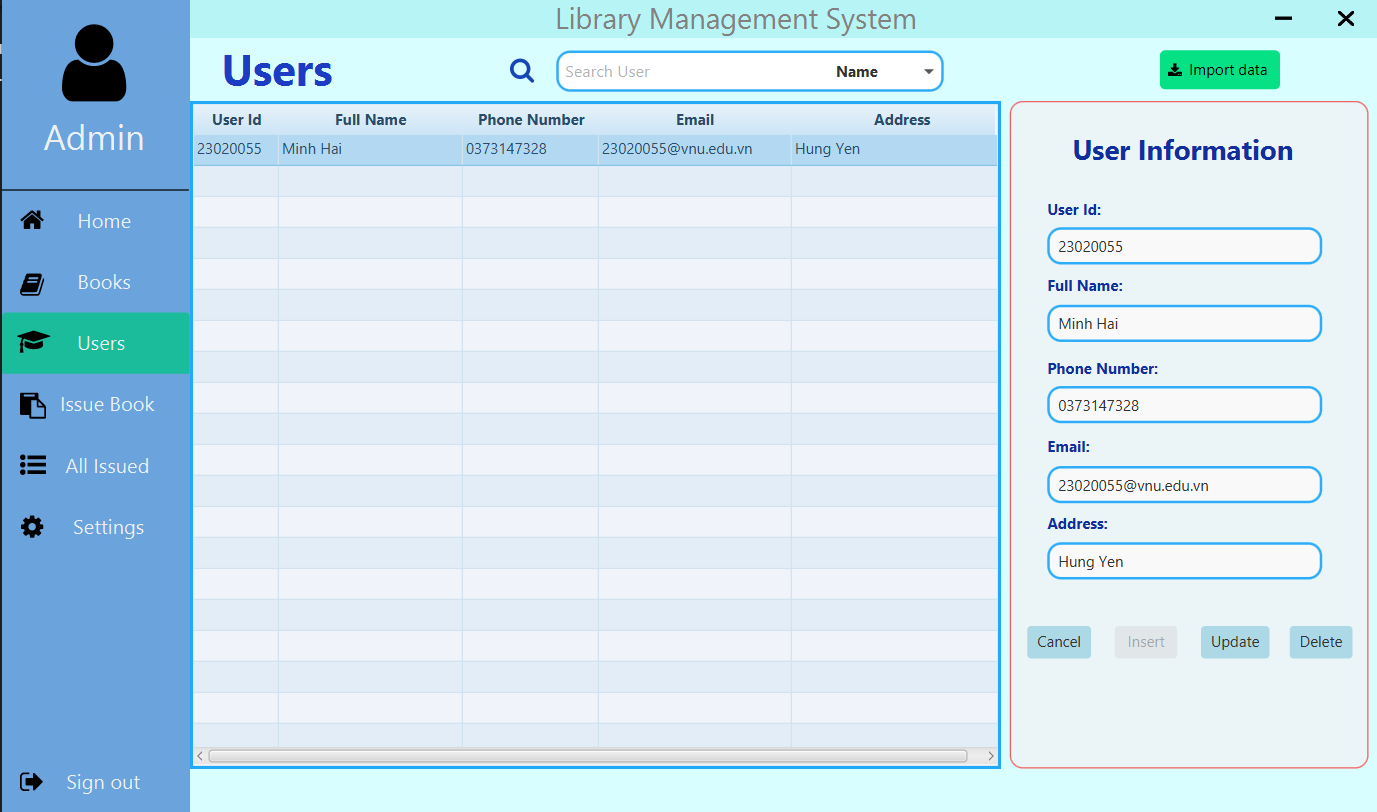 Library Management System
Admin
Home
Books
Users
Issue Book
All Issued
Settings
Sign out
Users
Search User
Name
Import data
User Id Full Name Phone Number Email Address
23020055 Minh Hai 0373147328 23020055@vnu.edu.vn Hung Yen
User Information
User Id:
23020055
Full Name:
Minh Hai
Phone Number:
0373147328
Email:
23020055@vnu.edu.vn
Address:
Hung Yen
Cancel Insert Update Delete